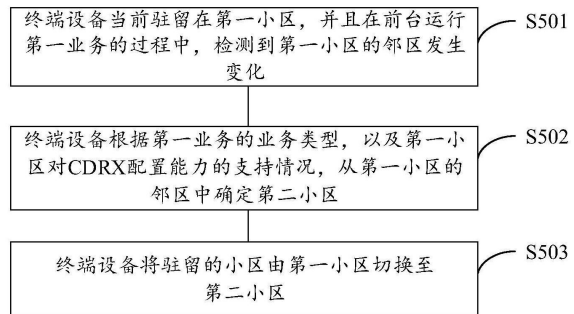 终端设备当前驻留在第一小区，并且在前台运行
第一业务的过程中，检测到第一小区的邻区发生
变化
S501
终端设备根据第一业务的业务类型，以及第一小
区对CDRX配置能力的支持情况，从第一小区的
邻区中确定第二小区
S502
终端设备将驻留的小区由第一小区切换至
第二小区
S503